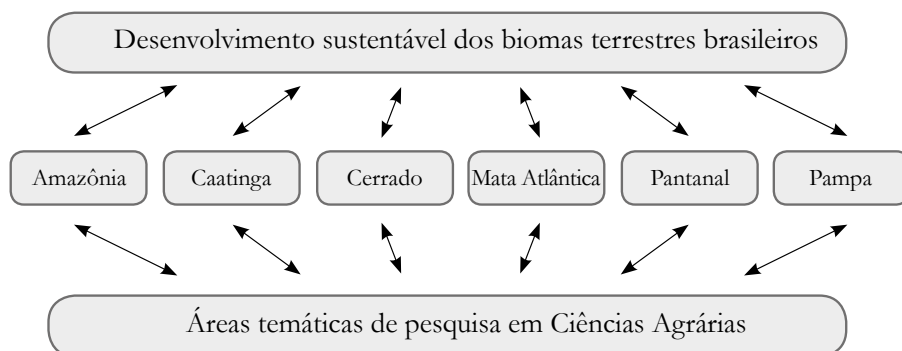 Desenvolvimento sustentável dos biomas terrestres brasileiros
Amazônia
Caatinga
Cerrado
Mata Atlântica
Pantanal
Pampa
Áreas temáticas de pesquisa em Ciências Agrárias